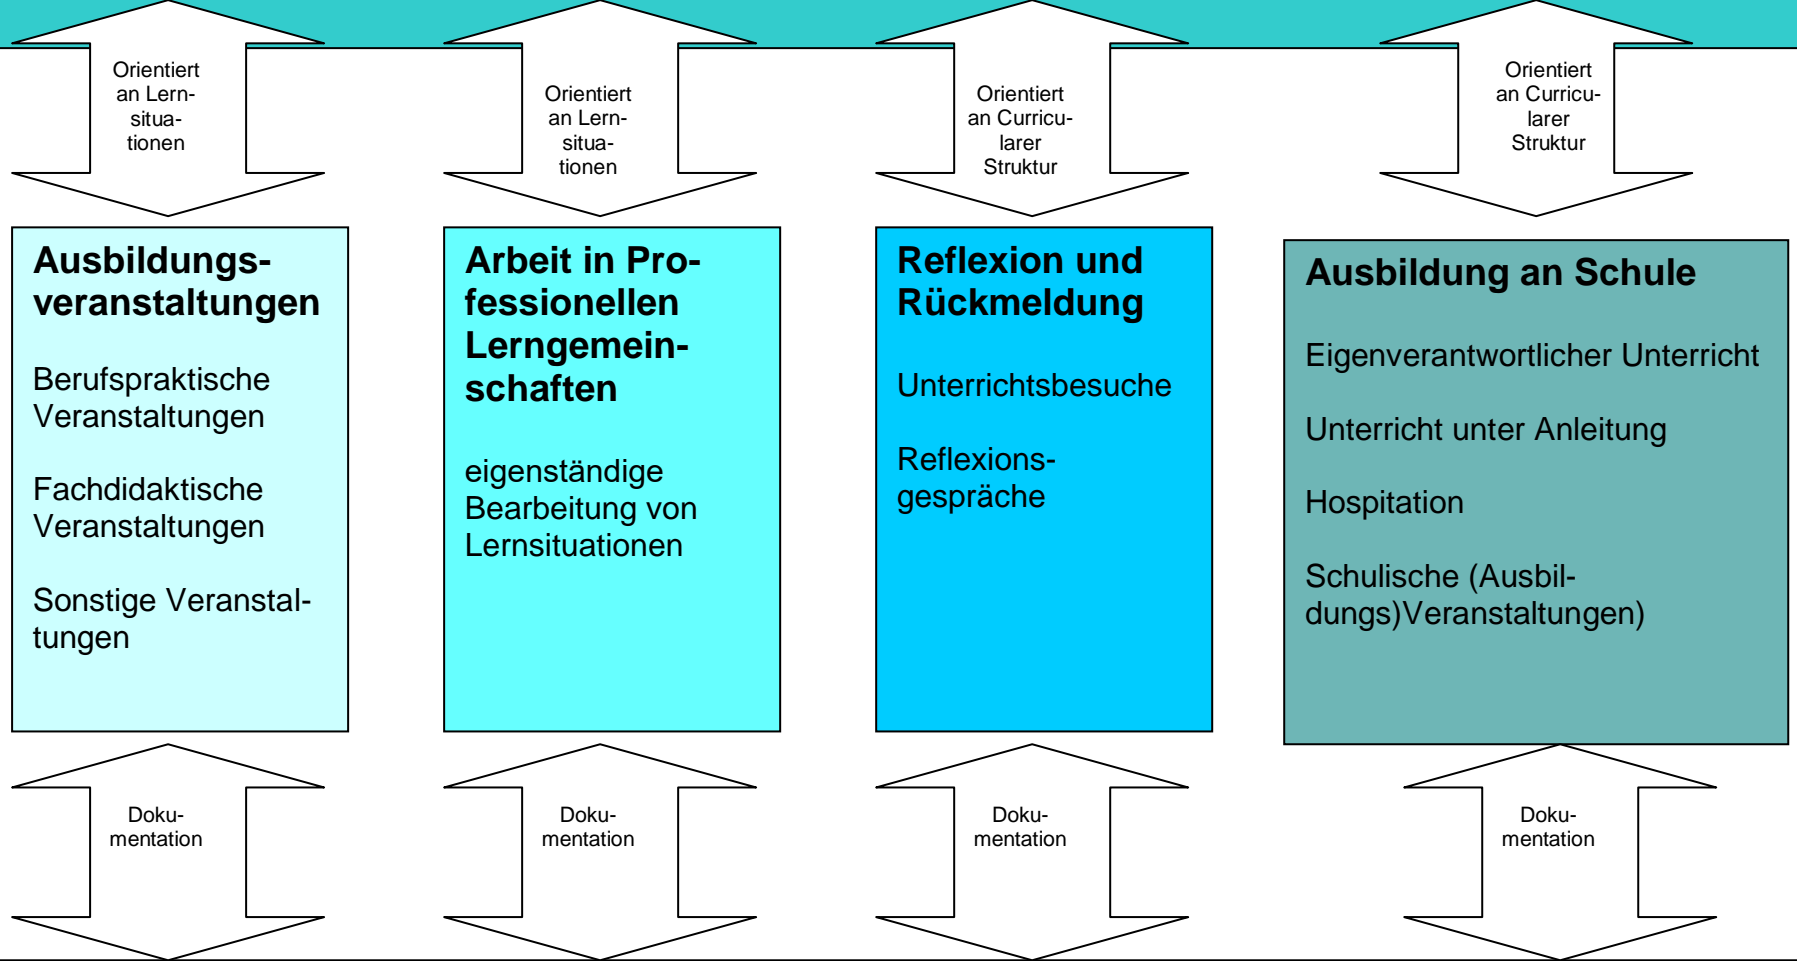 Orientiert
an Lern-
situa-
tionen
Orientiert
an Lern-
situa-
tionen
Orientiert
an Curricu-
larer
Struktur
Orientiert
an Curricu-
larer
Struktur
Ausbildungs-
veranstaltungen
Berufspraktische
Veranstaltungen
Fachdidaktische
Veranstaltungen
Sonstige Veranstal-
tungen
Arbeit in Pro-
fessionellen
Lerngemein-
schaften
eigenständige
Bearbeitung von
Lernsituationen
Reflexion und
Rückmeldung
Unterrichtsbesuche
Reflexions-
gespräche
Ausbildung an Schule
Eigenverantwortlicher Unterricht
Unterricht unter Anleitung
Hospitation
Schulische (Ausbil-
dungs)Veranstaltungen)
Doku-
mentation
Doku-
mentation
Doku-
mentation
Doku-
mentation